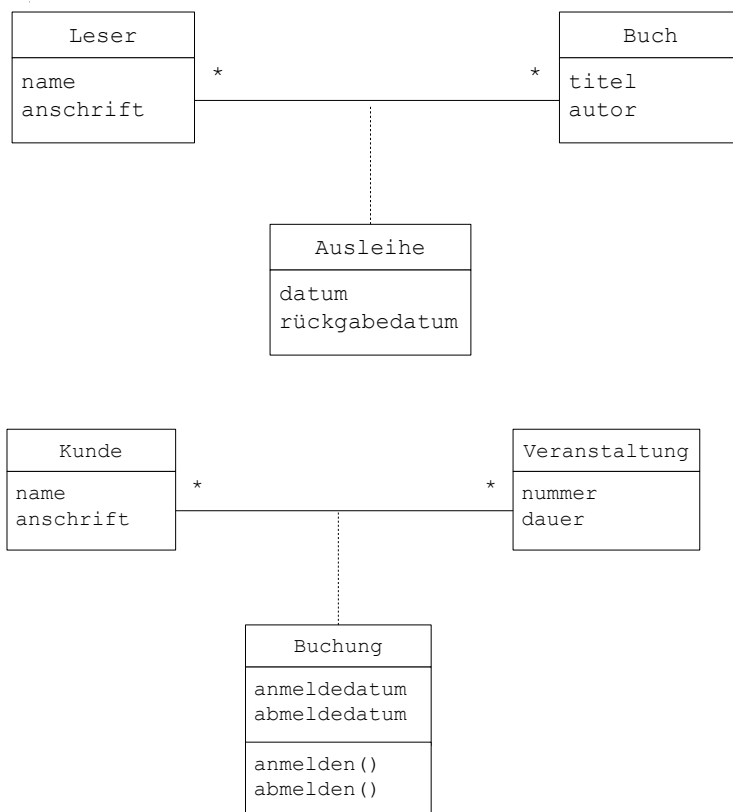 Leser
name
anschrift
*
*
Buch
titel
autor
Ausleihe
datum
rückgabedatum
Kunde
name
anschrift
*
*
Veranstaltung
nummer
dauer
Buchung
anmeldedatum
abmeldedatum
anmelden()
abmelden()